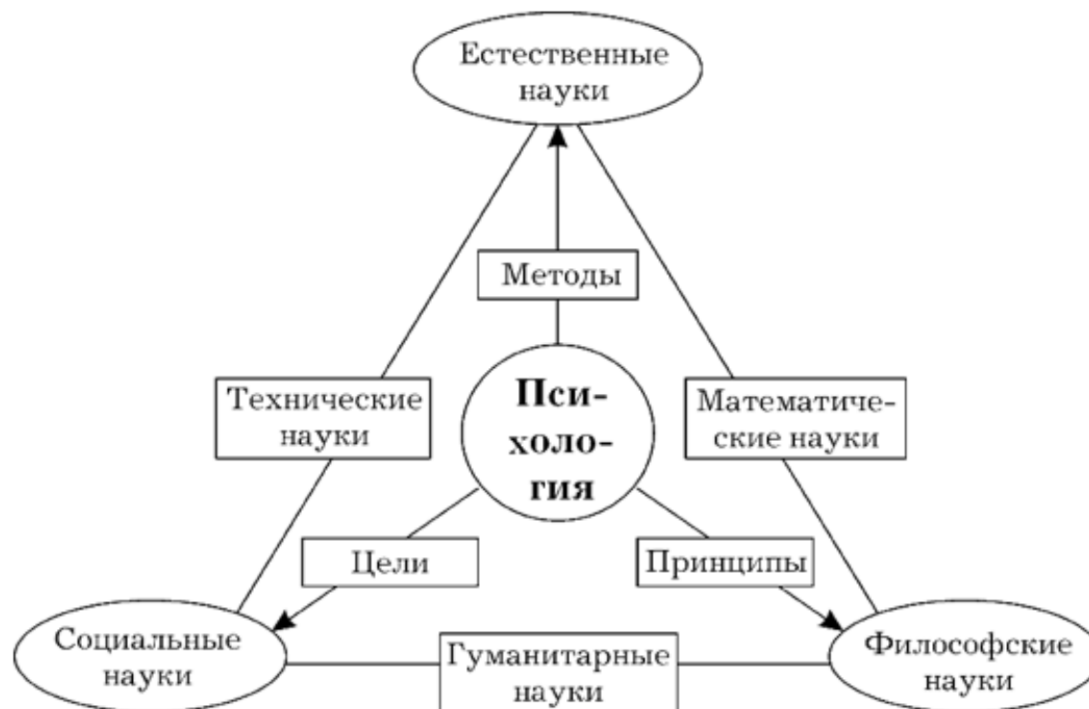 Естественные
науки
Методы
Технические
науки
Пси-
холо-
гия
Математиче-
ские науки
Цели
Принципы
Социальные
науки
Гуманитарные
науки
Философские
науки